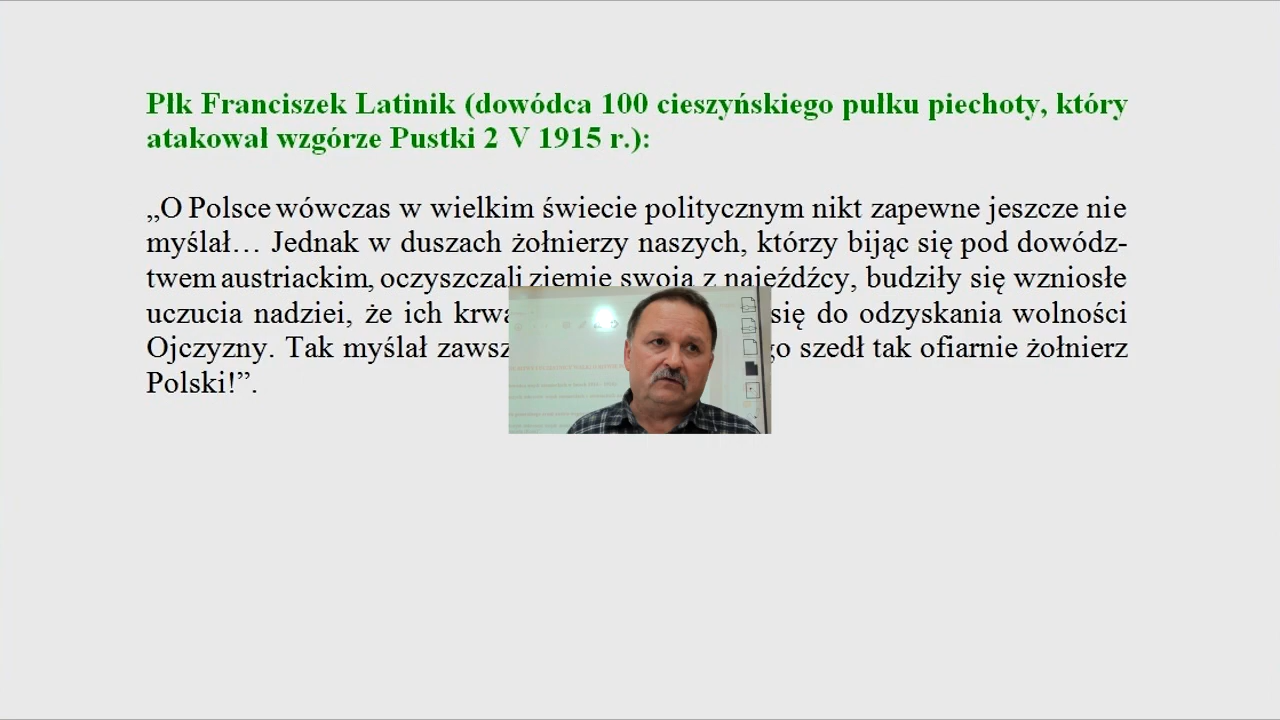 Płk Franciszek Latinik (dowódca 100 cieszyńskiego pułku piechoty, który
atakował wzgórze Pustki 2 V 1915 r.):
„O Polsce wówczas w wielkim świecie politycznym nikt zapewne jeszcze nie
myślał… Jednak w duszach żołnierzy naszych, którzy bijąc się pod dowódz-
twem austriackim, oczyszczali ziemię swoją z najeźdźcy, budziły się wzniosłe
uczucia nadziei, że ich się do odzyskania wolności
Ojczyzny. Tak myślał szedł tak ofiarnie żołnierz
Polski!”.